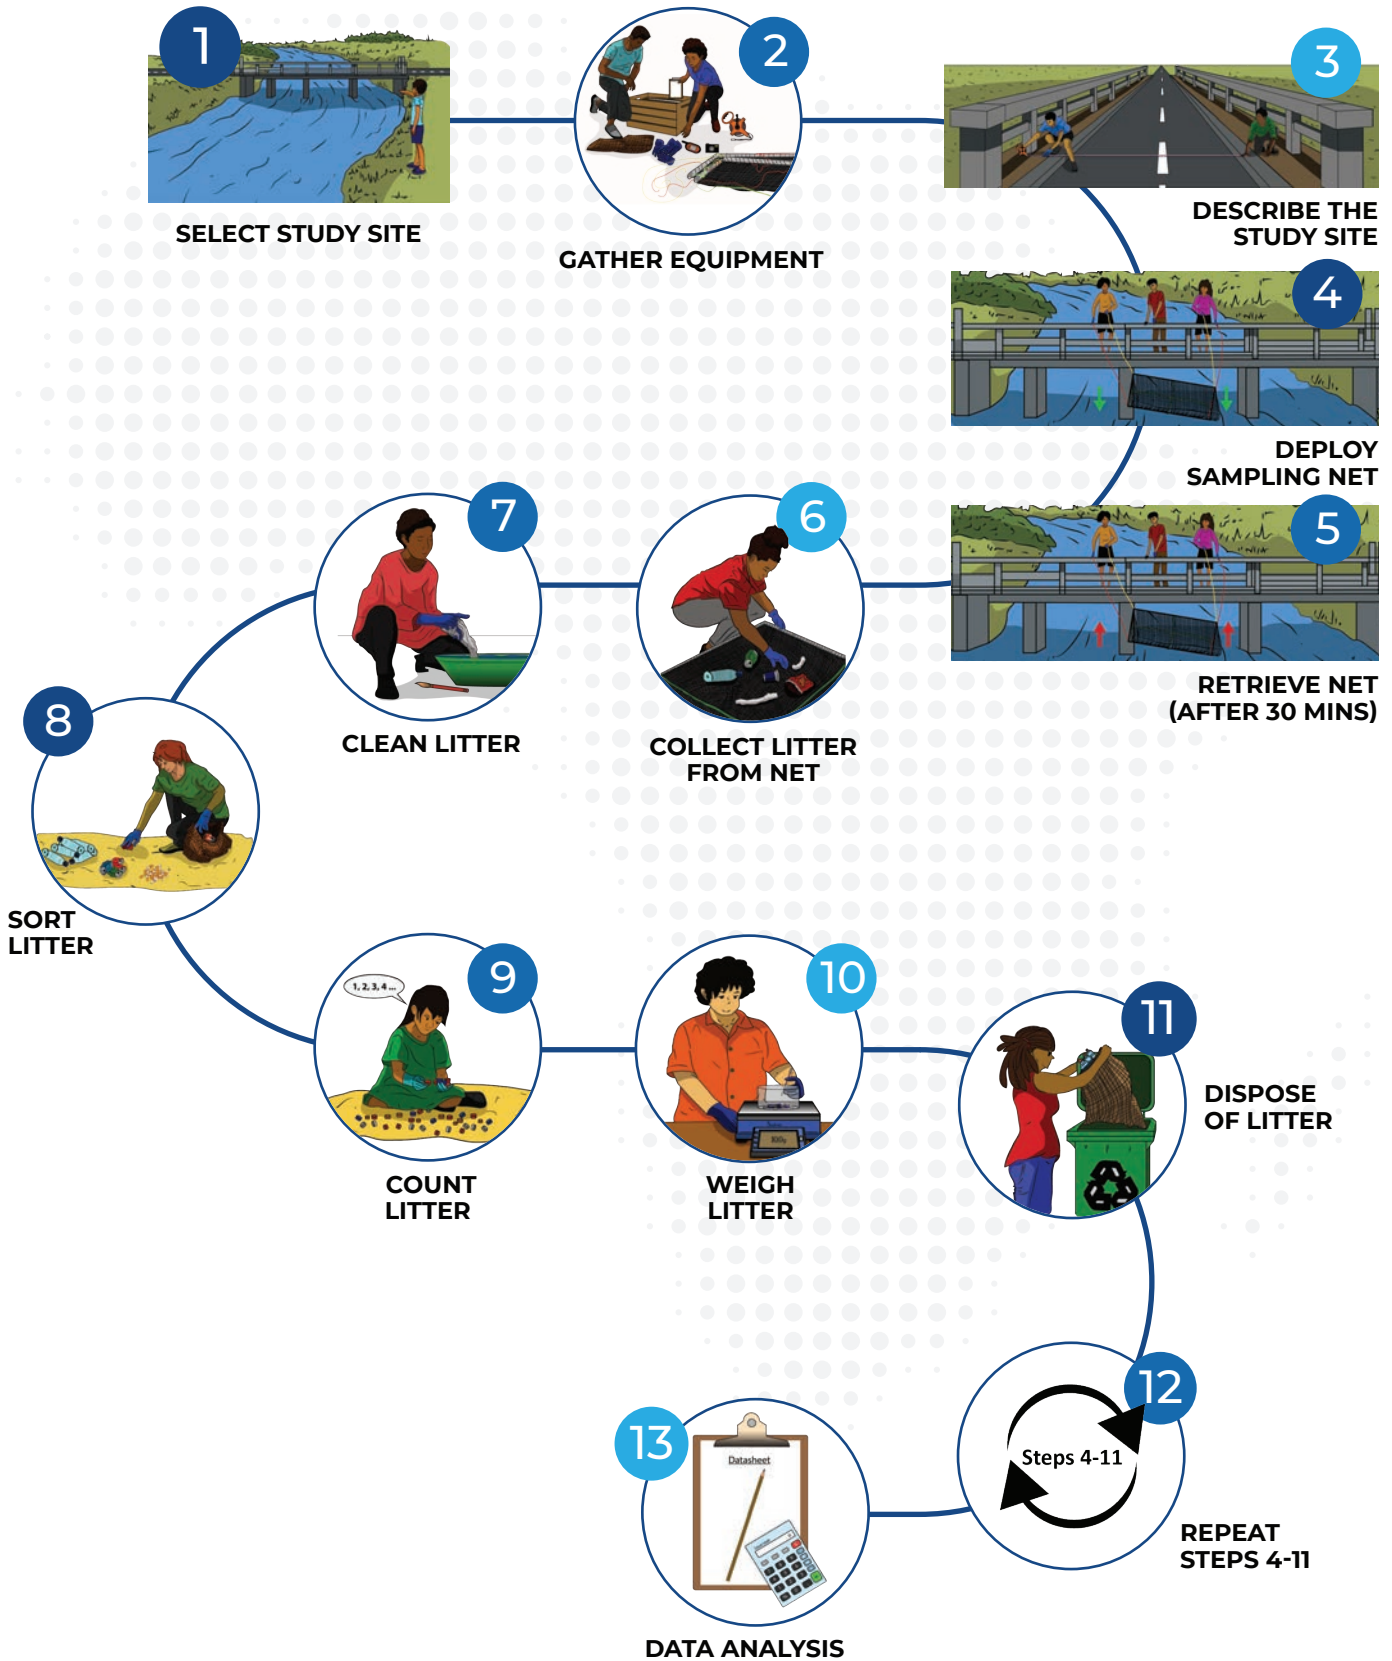 1
SELECT STUDY SITE
2
GATHER EQUIPMENT
3
DESCRIBE THE
STUDY SITE
4
DEPLOY
SAMPLING NET
5
RETRIEVE NET
(AFTER 30 MINS)
6
COLLECT LITTER
FROM NET
7
CLEAN LITTER
8
SORT
LITTER
9
1, 2, 3, 4 ...
COUNT
LITTER
10
WEIGH
LITTER
11
DISPOSE
OF LITTER
12
Steps 4-11
REPEAT
STEPS 4-11
13
Datasheet
DATA ANALYSIS